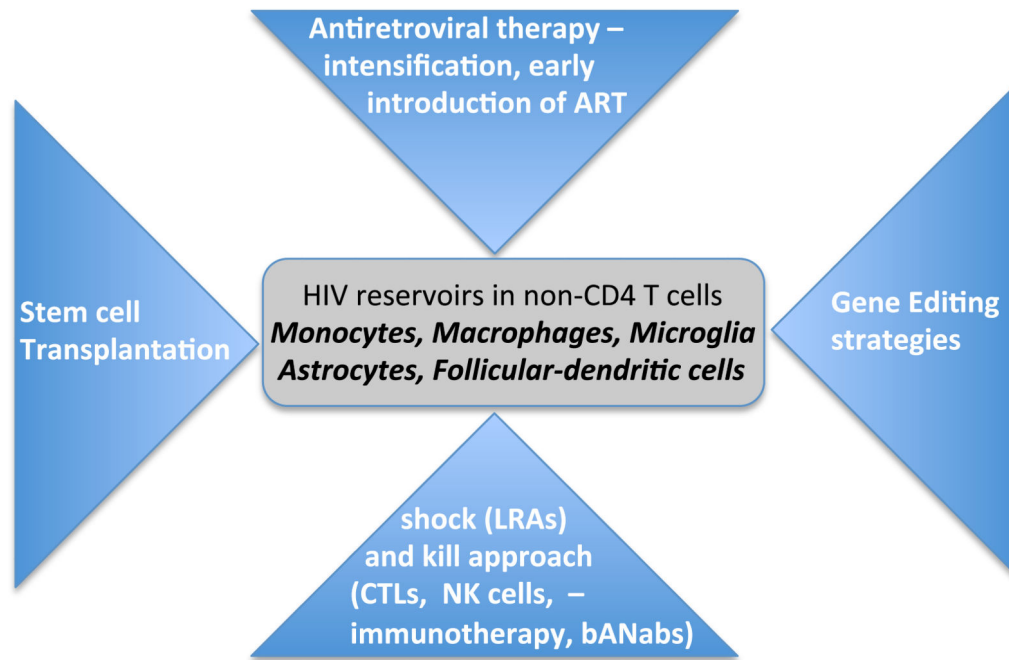 Antiretroviral therapy –
intensification, early
introduction of ART
Stem cell
Transplantation
HIV reservoirs in non-CD4 T cells
Monocytes, Macrophages, Microglia
Astrocytes, Follicular-dendritic cells
Gene Editing
strategies
shock (LRAs)
and kill approach
(CTLs, NK cells, –
immunotherapy, bANabs)